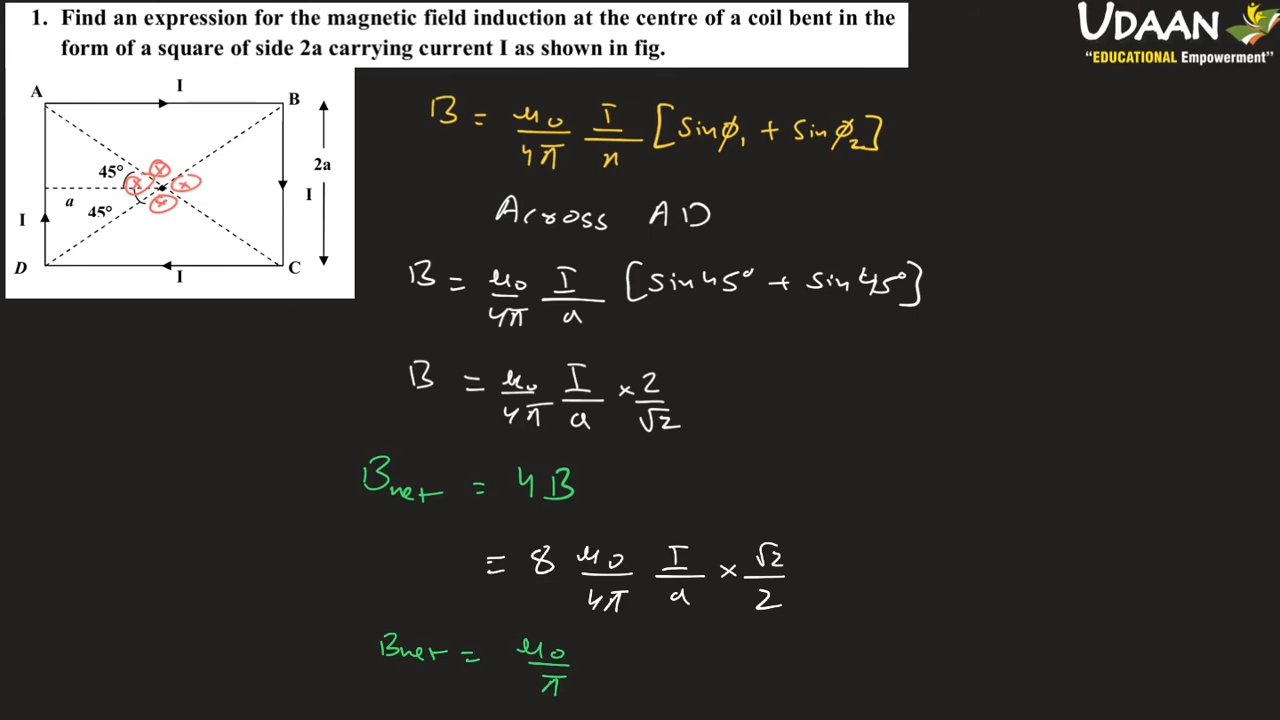 1. Find an expression for the magnetic field induction at the centre of a coil bent in the
form of a square of side 2a carrying current I as shown in fig.
UDAAN
"EDUCATIONAL Empowerment"
A I B
45°
2a
a
I 45° I
D I C
B = μ₀/4π I/r [sinφ₁ + sinφ₂]
Across AD
B = μ₀/4π I/a [sin45° + sin45°]
B = μ₀/4π I/a × 2/√2
Bnet = 4B
= 8 μ₀/4π I/a × √2/2
Bnet = μ₀/π